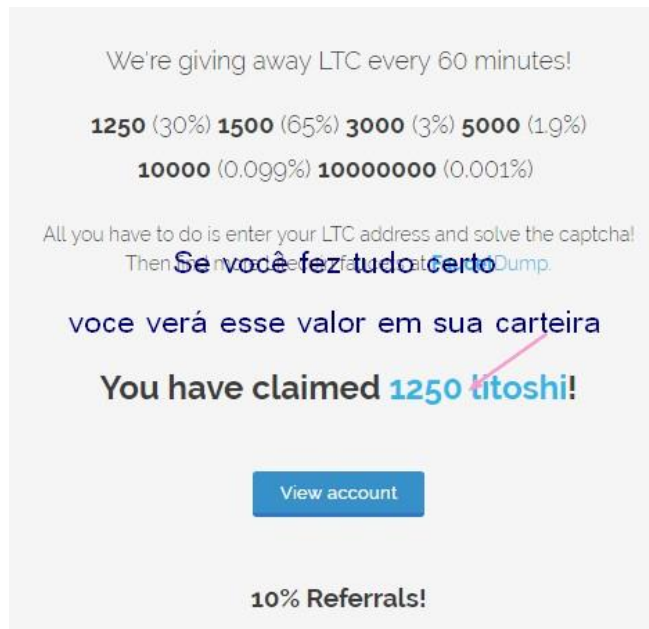 We're giving away LTC every 60 minutes!
1250 (30%) 1500 (65%) 3000 (3%) 5000 (1.9%)
10000 (0.099%) 10000000 (0.001%)
All you have to do is enter your LTC address and solve the captcha!
Then Dump.
Se você fez tudo certo
voce verá esse valor em sua carteira
You have claimed 1250 litoshi!
View account
10% Referrals!